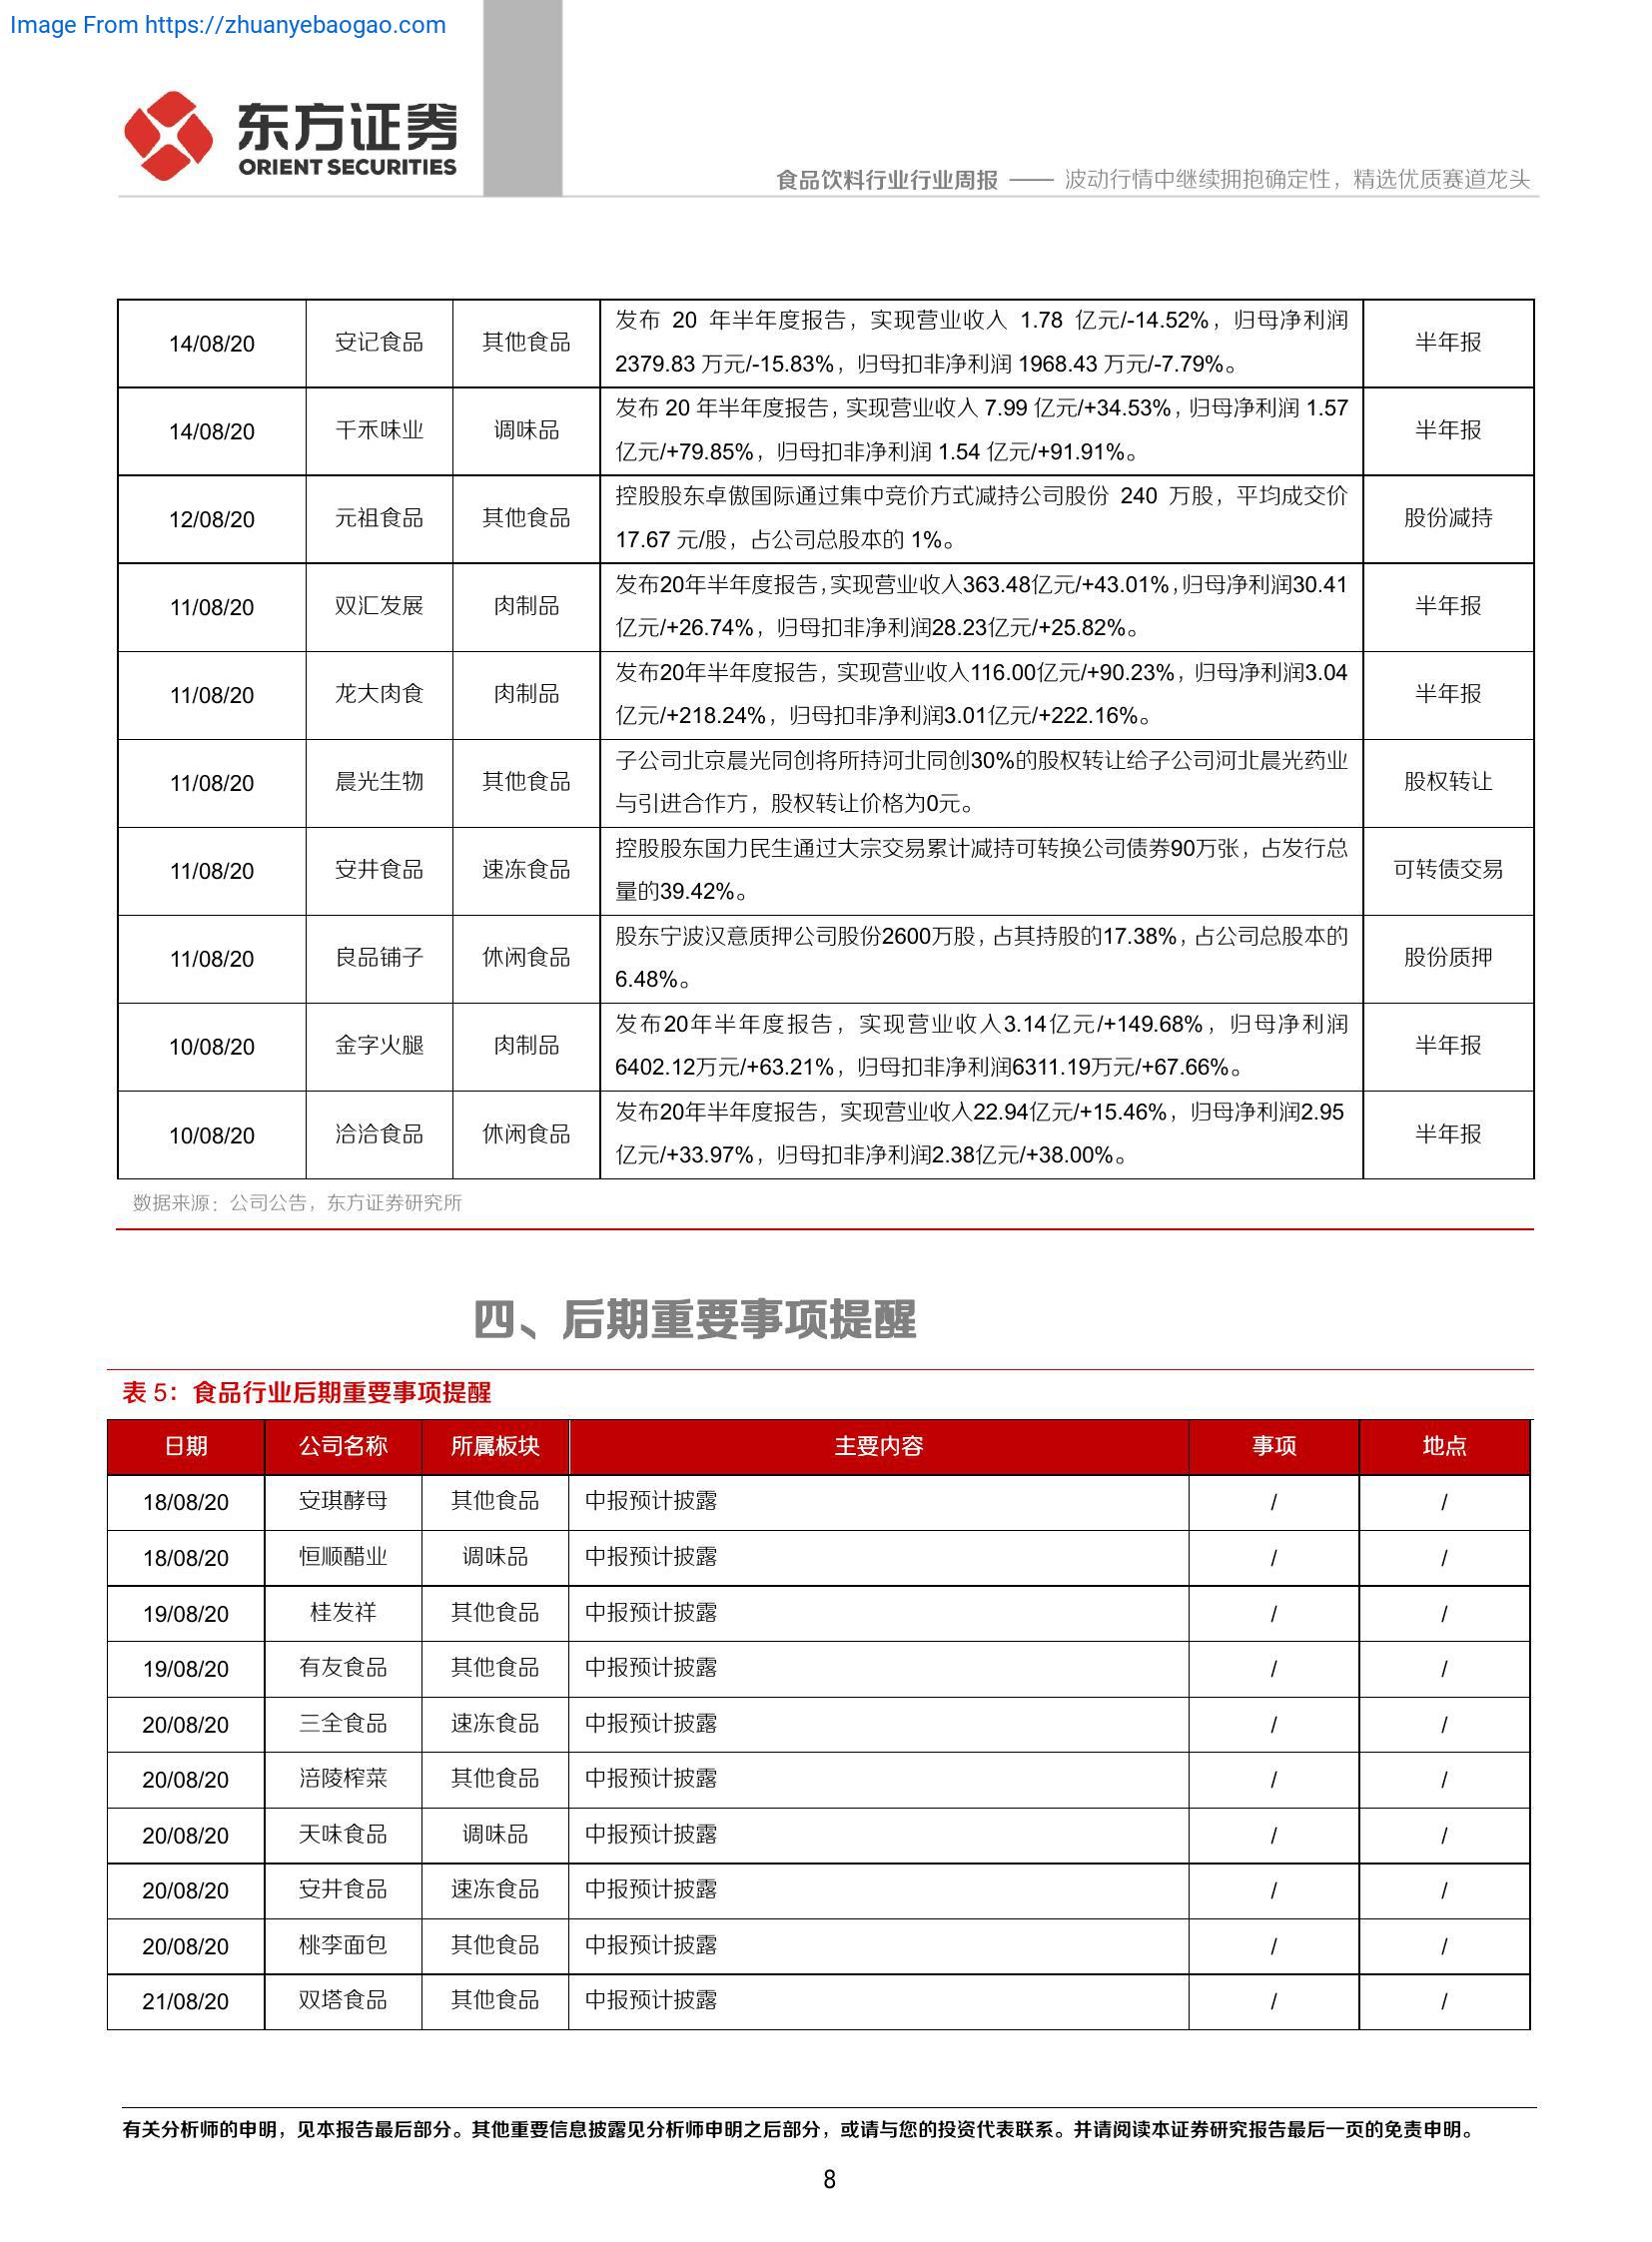 Image From https://zhuanyebaogao.com
东方证券
ORIENT SECURITIES
食品饮料行业行业周报 —— 波动行情中继续拥抱确定性，精选优质赛道龙头
14/08/20 安记食品 其他食品 发布 20 年半年度报告，实现营业收入 1.78 亿元/-14.52%，归母净利润
2379.83 万元/-15.83%，归母扣非净利润 1968.43 万元/-7.79%。 半年报
14/08/20 千禾味业 调味品 发布 20 年半年度报告，实现营业收入 7.99 亿元/+34.53%，归母净利润 1.57
亿元/+79.85%，归母扣非净利润 1.54 亿元/+91.91%。 半年报
12/08/20 元祖食品 其他食品 控股股东卓傲国际通过集中竞价方式减持公司股份 240 万股，平均成交价
17.67 元/股，占公司总股本的 1%。 股份减持
11/08/20 双汇发展 肉制品 发布20年半年度报告，实现营业收入363.48亿元/+43.01%，归母净利润30.41
亿元/+26.74%，归母扣非净利润28.23亿元/+25.82%。 半年报
11/08/20 龙大肉食 肉制品 发布20年半年度报告，实现营业收入116.00亿元/+90.23%，归母净利润3.04
亿元/+218.24%，归母扣非净利润3.01亿元/+222.16%。 半年报
11/08/20 晨光生物 其他食品 子公司北京晨光同创将所持河北同创30%的股权转让给子公司河北晨光药业
与引进合作方，股权转让价格为0元。 股权转让
11/08/20 安井食品 速冻食品 控股股东国力民生通过大宗交易累计减持可转换公司债券90万张，占发行总
量的39.42%。 可转债交易
11/08/20 良品铺子 休闲食品 股东宁波汉意质押公司股份2600万股，占其持股的17.38%，占公司总股本的
6.48%。 股份质押
10/08/20 金字火腿 肉制品 发布20年半年度报告，实现营业收入3.14亿元/+149.68%，归母净利润
6402.12万元/+63.21%，归母扣非净利润6311.19万元/+67.66%。 半年报
10/08/20 洽洽食品 休闲食品 发布20年半年度报告，实现营业收入22.94亿元/+15.46%，归母净利润2.95
亿元/+33.97%，归母扣非净利润2.38亿元/+38.00%。 半年报
数据来源：公司公告，东方证券研究所
四、后期重要事项提醒
表 5：食品行业后期重要事项提醒
日期 公司名称 所属板块 主要内容 事项 地点
18/08/20 安琪酵母 其他食品 中报预计披露 / /
18/08/20 恒顺醋业 调味品 中报预计披露 / /
19/08/20 桂发祥 其他食品 中报预计披露 / /
19/08/20 有友食品 其他食品 中报预计披露 / /
20/08/20 三全食品 速冻食品 中报预计披露 / /
20/08/20 涪陵榨菜 其他食品 中报预计披露 / /
20/08/20 天味食品 调味品 中报预计披露 / /
20/08/20 安井食品 速冻食品 中报预计披露 / /
20/08/20 桃李面包 其他食品 中报预计披露 / /
21/08/20 双塔食品 其他食品 中报预计披露 / /
有关分析师的申明，见本报告最后部分。其他重要信息披露见分析师申明之后部分，或请与您的投资代表联系。并请阅读本证券研究报告最后一页的免责申明。
8